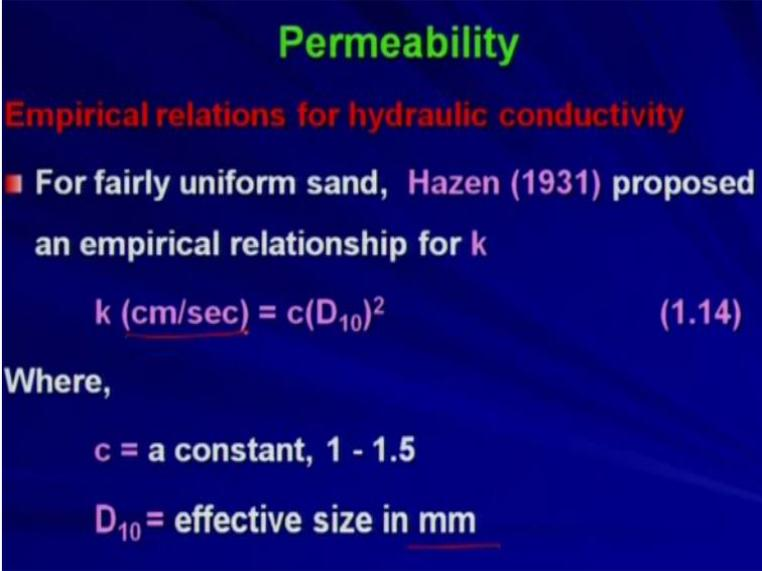 Permeability
Empirical relations for hydraulic conductivity
For fairly uniform sand, Hazen (1931) proposed
an empirical relationship for k
k (cm/sec) = c(D₁₀)² (1.14)
Where,
c = a constant, 1 - 1.5
D₁₀ = effective size in mm